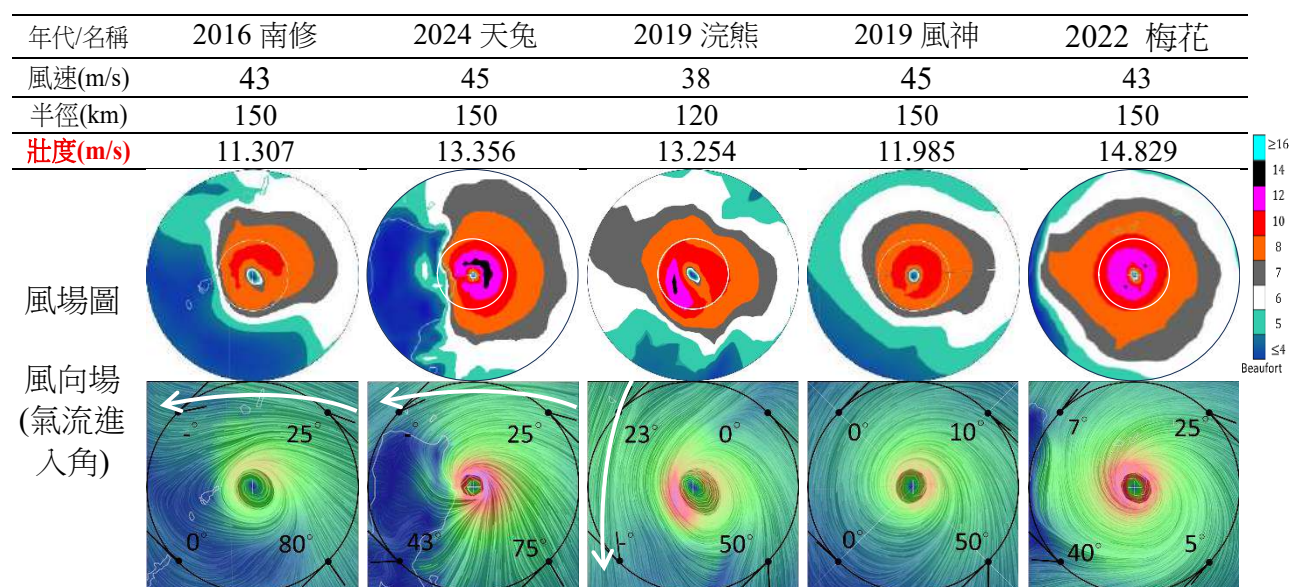 年代/名稱 2016 南修 2024 天兔 2019 浣熊 2019 風神 2022 梅花
風速(m/s) 43 45 38 45 43
半徑(km) 150 150 120 150 150
壯度(m/s) 11.307 13.356 13.254 11.985 14.829
≥16
14
12
10
8
7
6
5
≤4
Beaufort
風場圖
風向場
(氣流進
入角)
-° 25° -° 25° 23° 0° 0° 10° 7° 25°
0° 80° 43° 75° -° 50° 0° 50° 40° 5°